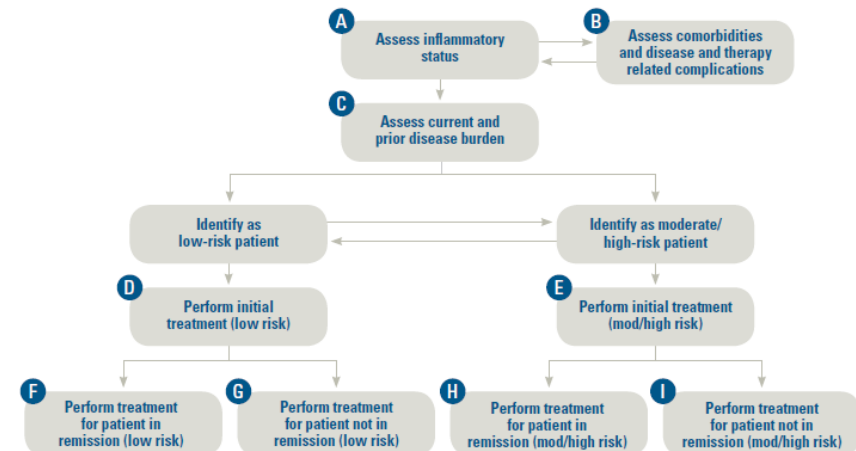 A
Assess inflammatory
status
B
Assess comorbidities
and disease and therapy
related complications
C
Assess current and
prior disease burden
Identify as
low-risk patient
Identify as moderate/
high-risk patient
D
Perform initial
treatment (low risk)
E
Perform initial treatment
(mod/high risk)
F
Perform treatment
for patient in
remission (low risk)
G
Perform treatment
for patient not in
remission (low risk)
H
Perform treatment
for patient in
remission (mod/high risk)
I
Perform treatment
for patient not in
remission (mod/high risk)